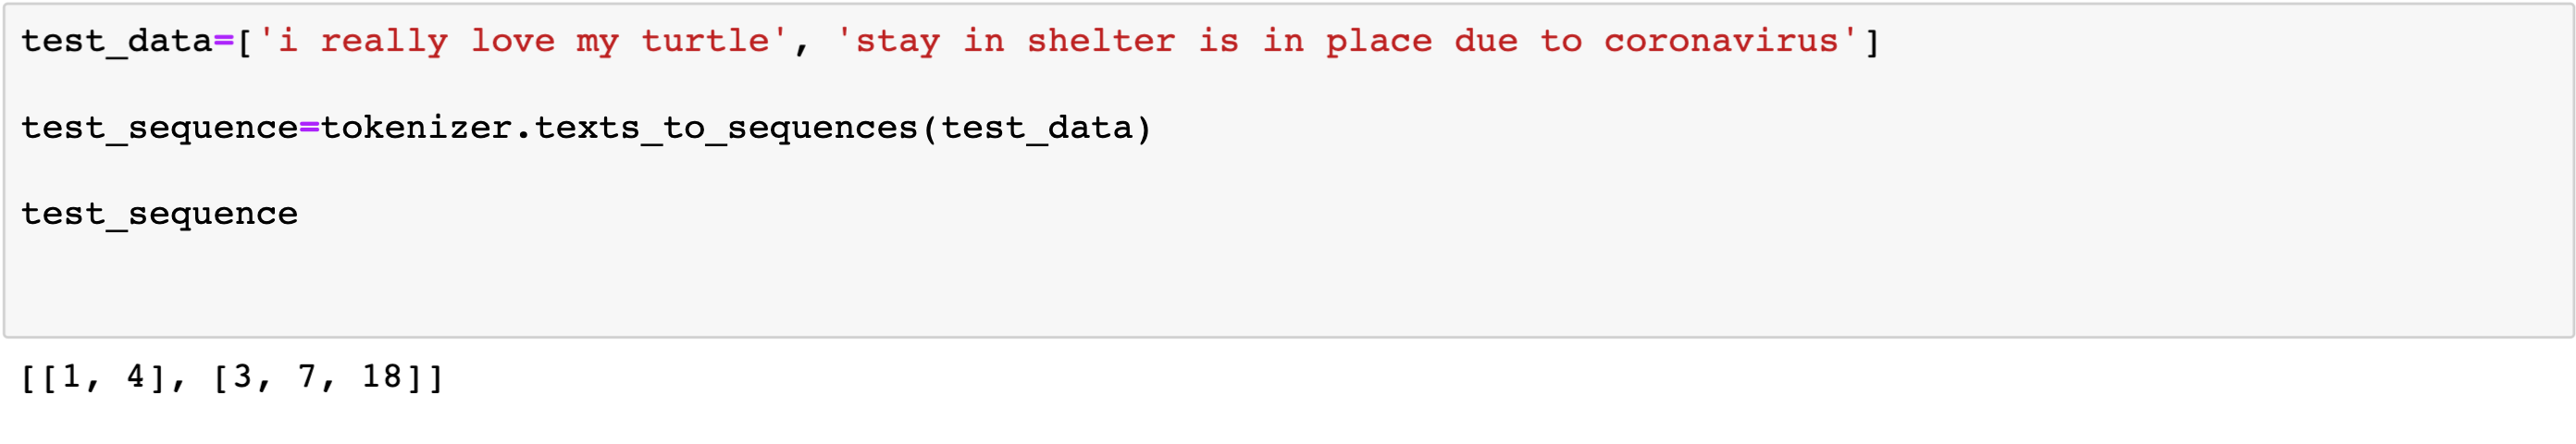 test_data=['i really love my turtle', 'stay in shelter is in place due to coronavirus']
test_sequence=tokenizer.texts_to_sequences(test_data)
test_sequence
[[1, 4], [3, 7, 18]]